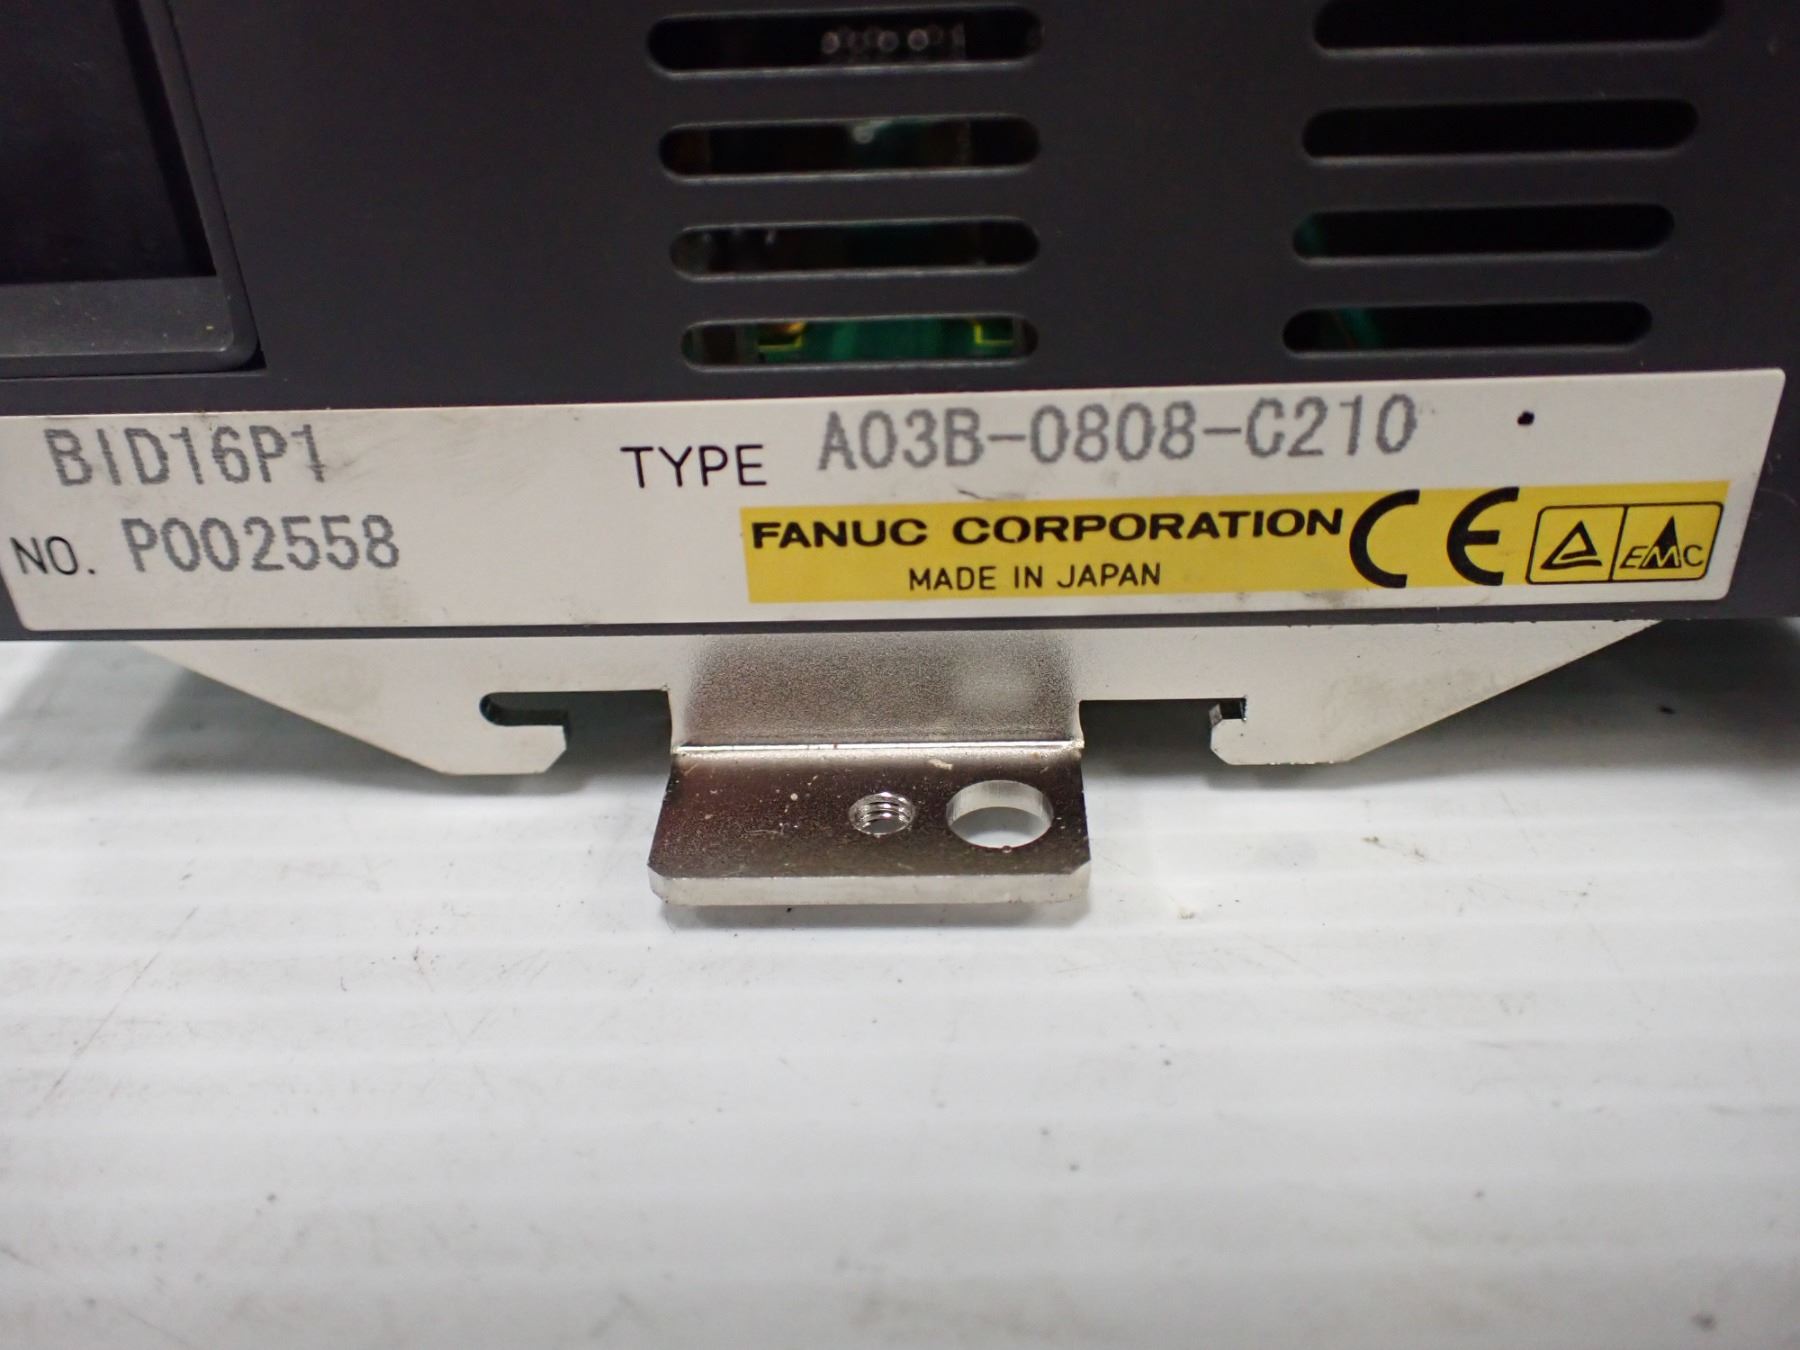 BID16P1
TYPE A03B-0808-C210
NO. P002558
FANUC CORPORATION CE EMC
MADE IN JAPAN